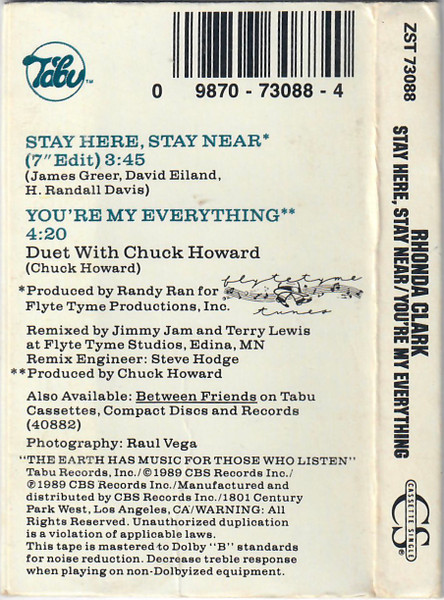 Tabu TM
0 9870 - 73088 - 4
STAY HERE, STAY NEAR*
(7" Edit) 3:45
(James Greer, David Eiland,
H. Randall Davis)
YOU'RE MY EVERYTHING**
4:20
Duet With Chuck Howard
(Chuck Howard)
*Produced by Randy Ran for
Flyte Tyme Productions, Inc.
flyte tyme
tunes
Remixed by Jimmy Jam and Terry Lewis
at Flyte Tyme Studios, Edina, MN
Remix Engineer: Steve Hodge
**Produced by Chuck Howard
Also Available: Between Friends on Tabu
Cassettes, Compact Discs and Records
(40882)
Photography: Raul Vega
"THE EARTH HAS MUSIC FOR THOSE WHO LISTEN"
Tabu Records, Inc./© 1989 CBS Records Inc./
℗ 1989 CBS Records Inc./Manufactured and
distributed by CBS Records Inc./1801 Century
Park West, Los Angeles, CA/WARNING: All
Rights Reserved. Unauthorized duplication
is a violation of applicable laws.
This tape is mastered to Dolby "B" standards
for noise reduction. Decrease treble response
when playing on non-Dolbyized equipment.
ZST 73088
RHONDA CLARK
STAY HERE, STAY NEAR/YOU'RE MY EVERYTHING
CS
CASSETTE SINGLE
®